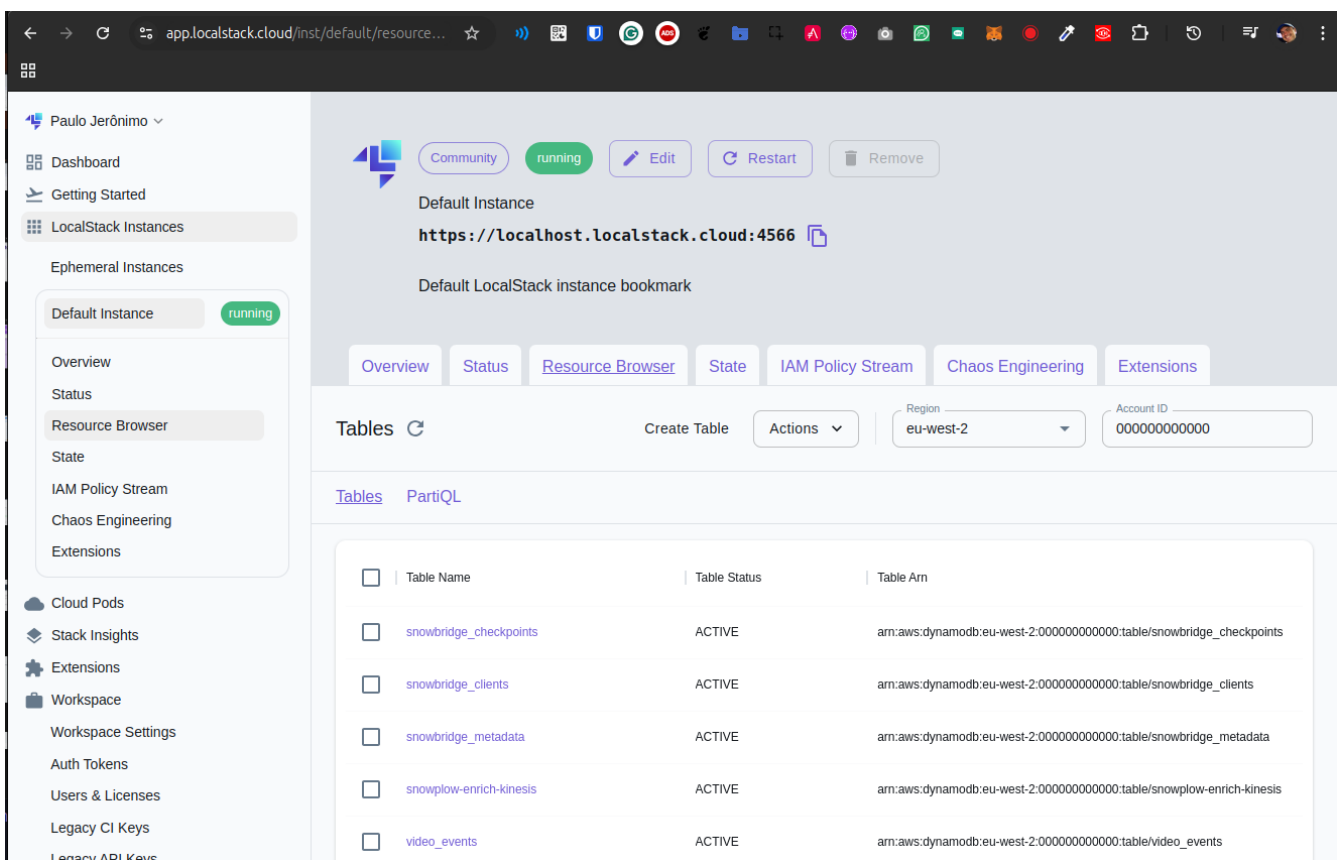 app.localstack.cloud/inst/default/resource...
ADS
Paulo Jerônimo
Dashboard
Getting Started
LocalStack Instances
Ephemeral Instances
Default Instance running
Overview
Status
Resource Browser
State
IAM Policy Stream
Chaos Engineering
Extensions
Cloud Pods
Stack Insights
Extensions
Workspace
Workspace Settings
Auth Tokens
Users & Licenses
Legacy CI Keys
Legacy API Keys
Community running Edit Restart Remove
Default Instance
https://localhost.localstack.cloud:4566
Default LocalStack instance bookmark
Overview Status Resource Browser State IAM Policy Stream Chaos Engineering Extensions
Tables Create Table Actions Region eu-west-2 Account ID 000000000000
Tables PartiQL
Table Name Table Status Table Arn
snowbridge_checkpoints ACTIVE arn:aws:dynamodb:eu-west-2:000000000000:table/snowbridge_checkpoints
snowbridge_clients ACTIVE arn:aws:dynamodb:eu-west-2:000000000000:table/snowbridge_clients
snowbridge_metadata ACTIVE arn:aws:dynamodb:eu-west-2:000000000000:table/snowbridge_metadata
snowplow-enrich-kinesis ACTIVE arn:aws:dynamodb:eu-west-2:000000000000:table/snowplow-enrich-kinesis
video_events ACTIVE arn:aws:dynamodb:eu-west-2:000000000000:table/video_events